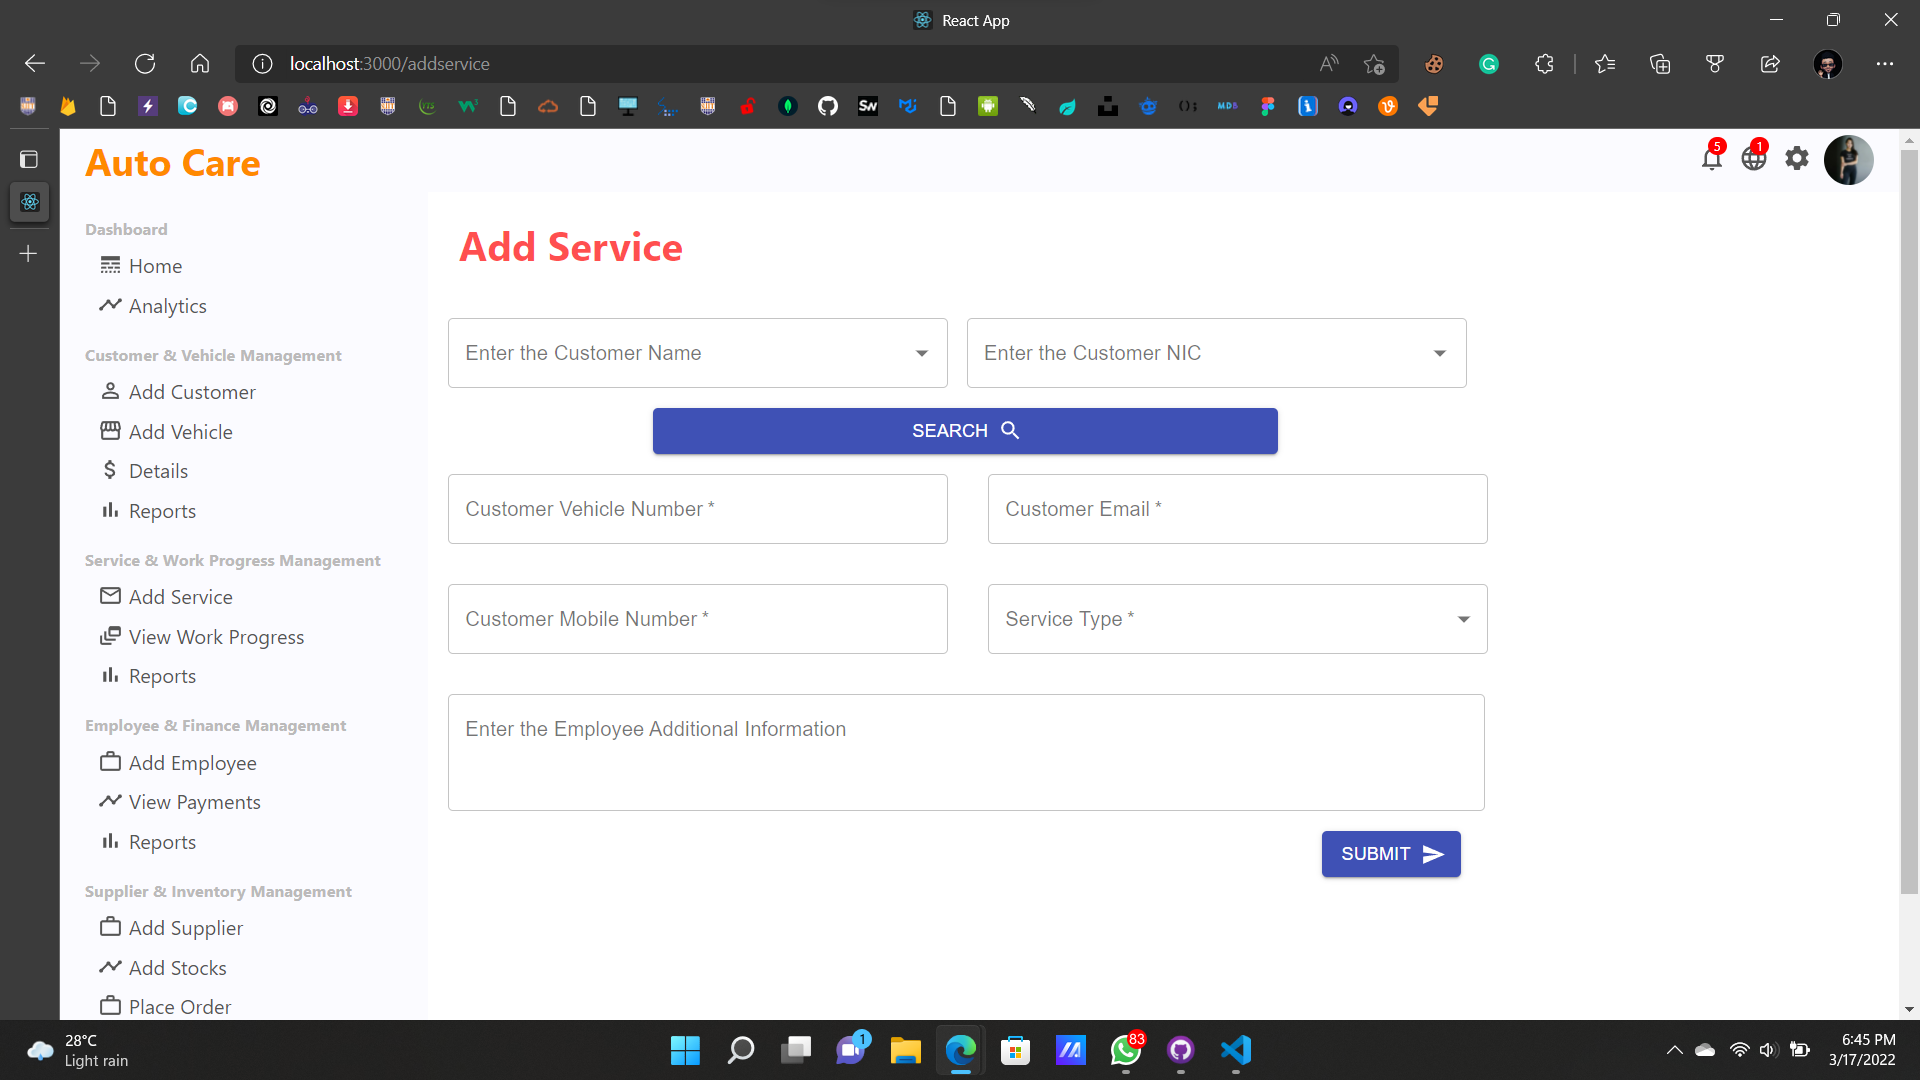 React App
localhost:3000/addservice
Auto Care
5
1
Dashboard
Home
Analytics
Customer & Vehicle Management
Add Customer
Add Vehicle
Details
Reports
Service & Work Progress Management
Add Service
View Work Progress
Reports
Employee & Finance Management
Add Employee
View Payments
Reports
Supplier & Inventory Management
Add Supplier
Add Stocks
Place Order
Add Service
Enter the Customer Name
Enter the Customer NIC
SEARCH
Customer Vehicle Number *
Customer Email *
Customer Mobile Number *
Service Type *
Enter the Employee Additional Information
SUBMIT
28°C
Light rain
1
83
6:45 PM
3/17/2022